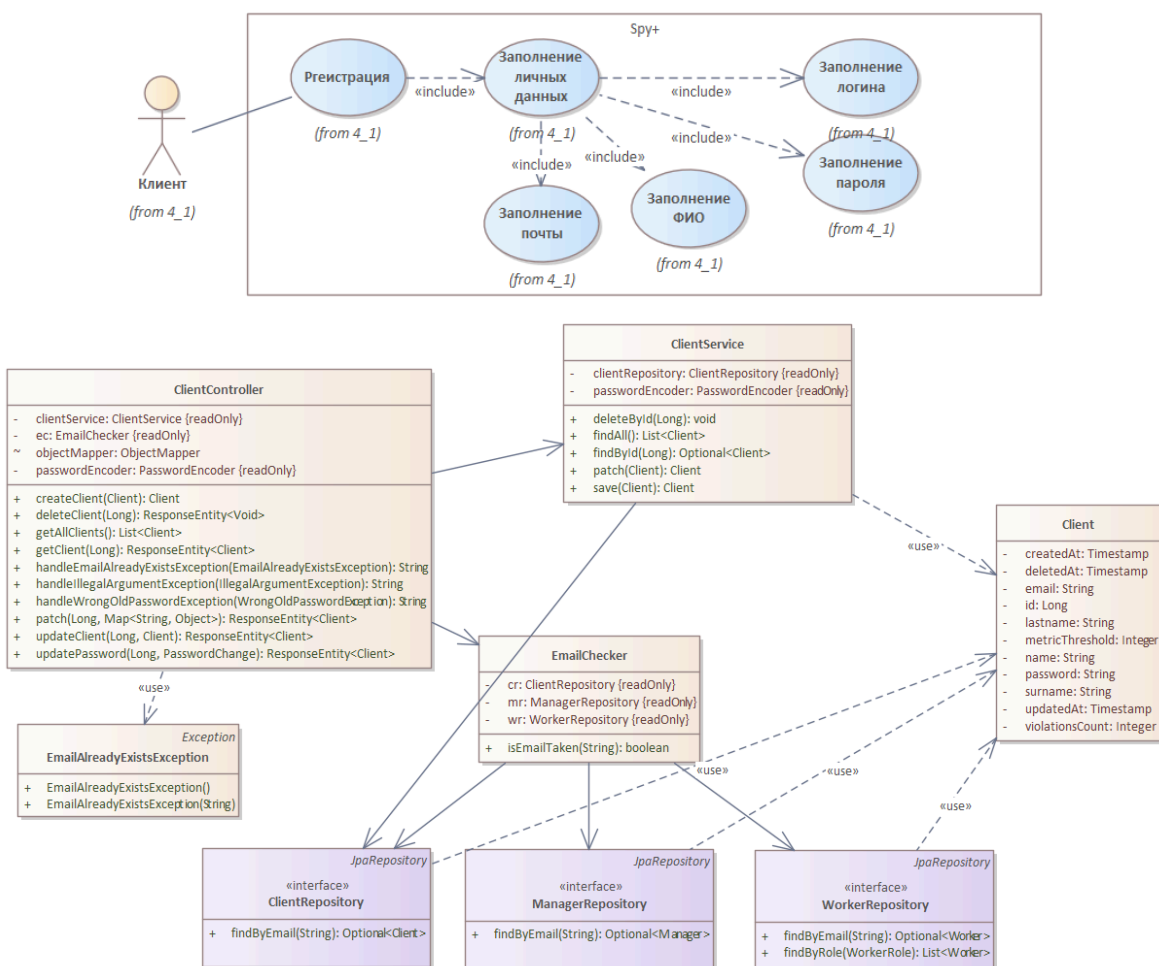 Spy+
Ргеистрация
(from 4_1)
«include»
Заполнение
личных
данных
(from 4_1)
«include»
Заполнение
логина
(from 4_1)
«include»
Заполнение
пароля
(from 4_1)
«include»
Заполнение
ФИО
(from 4_1)
«include»
Заполнение
почты
(from 4_1)
Клиент
(from 4_1)
ClientController
- clientService: ClientService {readOnly}
- ec: EmailChecker {readOnly}
~ objectMapper: ObjectMapper
- passwordEncoder: PasswordEncoder {readOnly}
+ createClient(Client): Client
+ deleteClient(Long): ResponseEntity<Void>
+ getAllClients(): List<Client>
+ getClient(Long): ResponseEntity<Client>
+ handleEmailAlreadyExistsException(EmailAlreadyExistsException): String
+ handleIllegalArgumentException(IllegalArgumentException): String
+ handleWrongOldPasswordException(WrongOldPasswordException): String
+ patch(Long, Map<String, Object>): ResponseEntity<Client>
+ updateClient(Long, Client): ResponseEntity<Client>
+ updatePassword(Long, PasswordChange): ResponseEntity<Client>
ClientService
- clientRepository: ClientRepository {readOnly}
- passwordEncoder: PasswordEncoder {readOnly}
+ deleteById(Long): void
+ findAll(): List<Client>
+ findById(Long): Optional<Client>
+ patch(Client): Client
+ save(Client): Client
«use»
Client
- createdAt: Timestamp
- deletedAt: Timestamp
- email: String
- id: Long
- lastname: String
- metricThreshold: Integer
- name: String
- password: String
- surname: String
- updatedAt: Timestamp
- violationsCount: Integer
EmailChecker
- cr: ClientRepository {readOnly}
- mr: ManagerRepository {readOnly}
- wr: WorkerRepository {readOnly}
+ isEmailTaken(String): boolean
«use»
Exception
EmailAlreadyExistsException
+ EmailAlreadyExistsException()
+ EmailAlreadyExistsException(String)
«use»
«use»
«use»
JpaRepository
«interface»
ClientRepository
+ findByEmail(String): Optional<Client>
JpaRepository
«interface»
ManagerRepository
+ findByEmail(String): Optional<Manager>
JpaRepository
«interface»
WorkerRepository
+ findByEmail(String): Optional<Worker>
+ findByRole(WorkerRole): List<Worker>